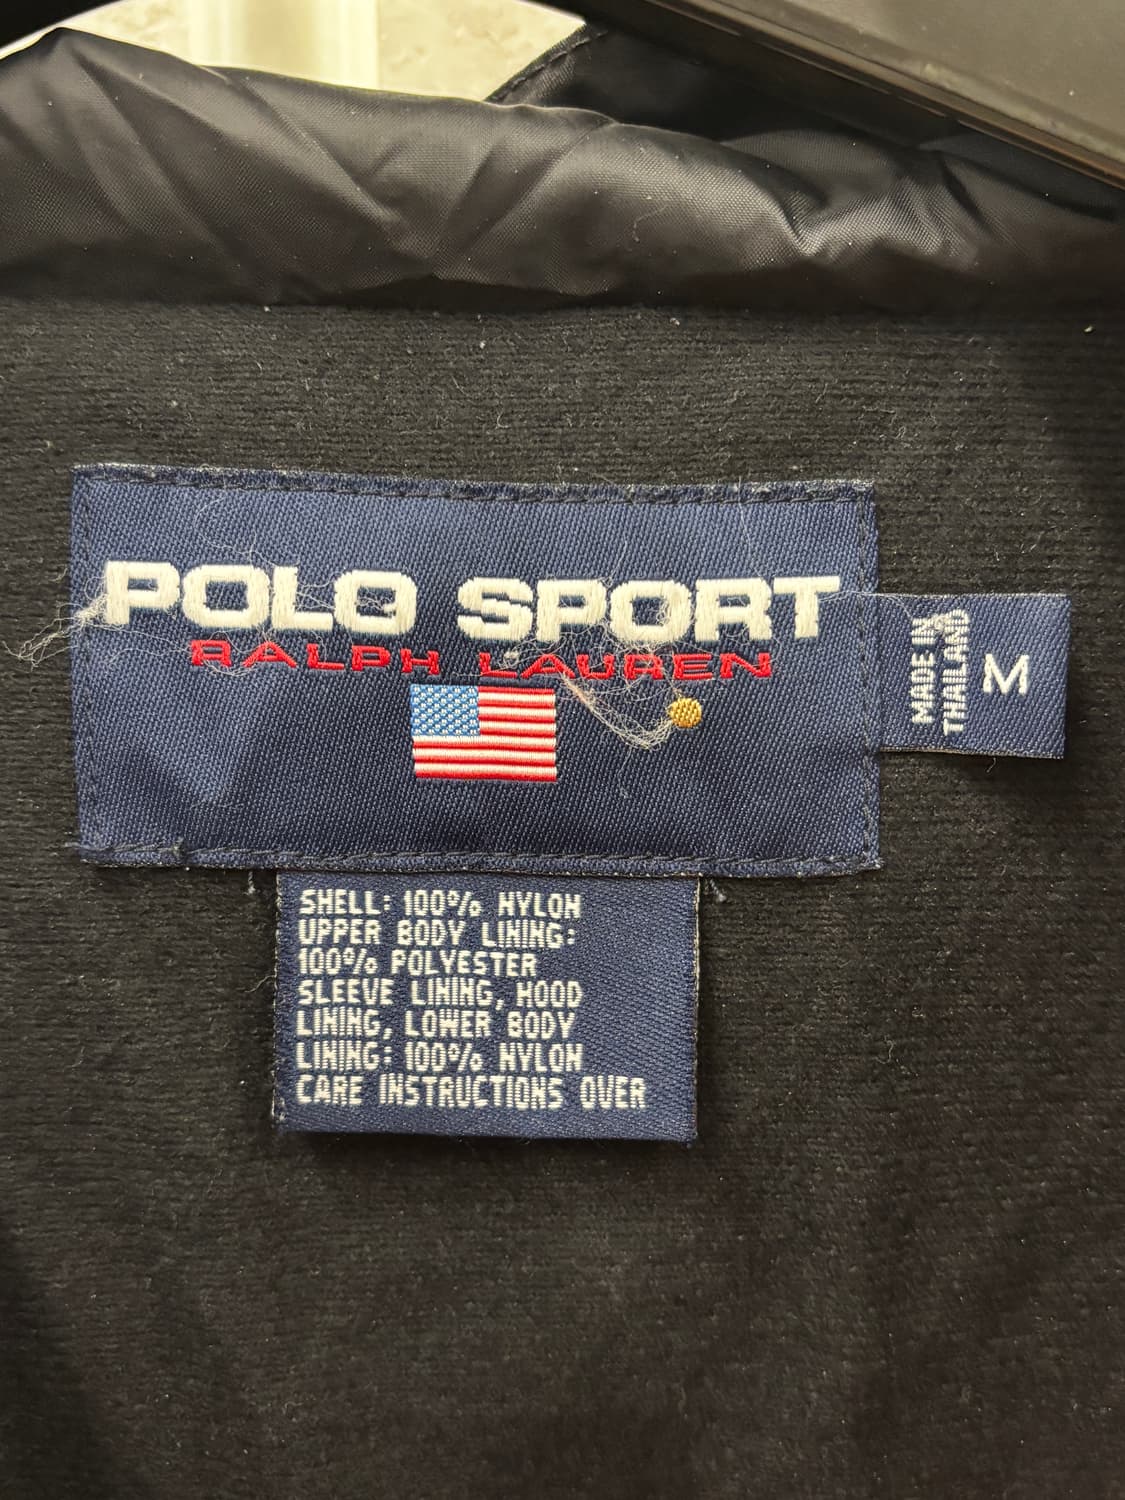 POLO SPORT
RALPH LAUREN
MADE IN
THAILAND
M
SHELL: 100% NYLON
UPPER BODY LINING:
100% POLYESTER
SLEEVE LINING, HOOD
LINING, LOWER BODY
LINING: 100% NYLON
CARE INSTRUCTIONS OVER